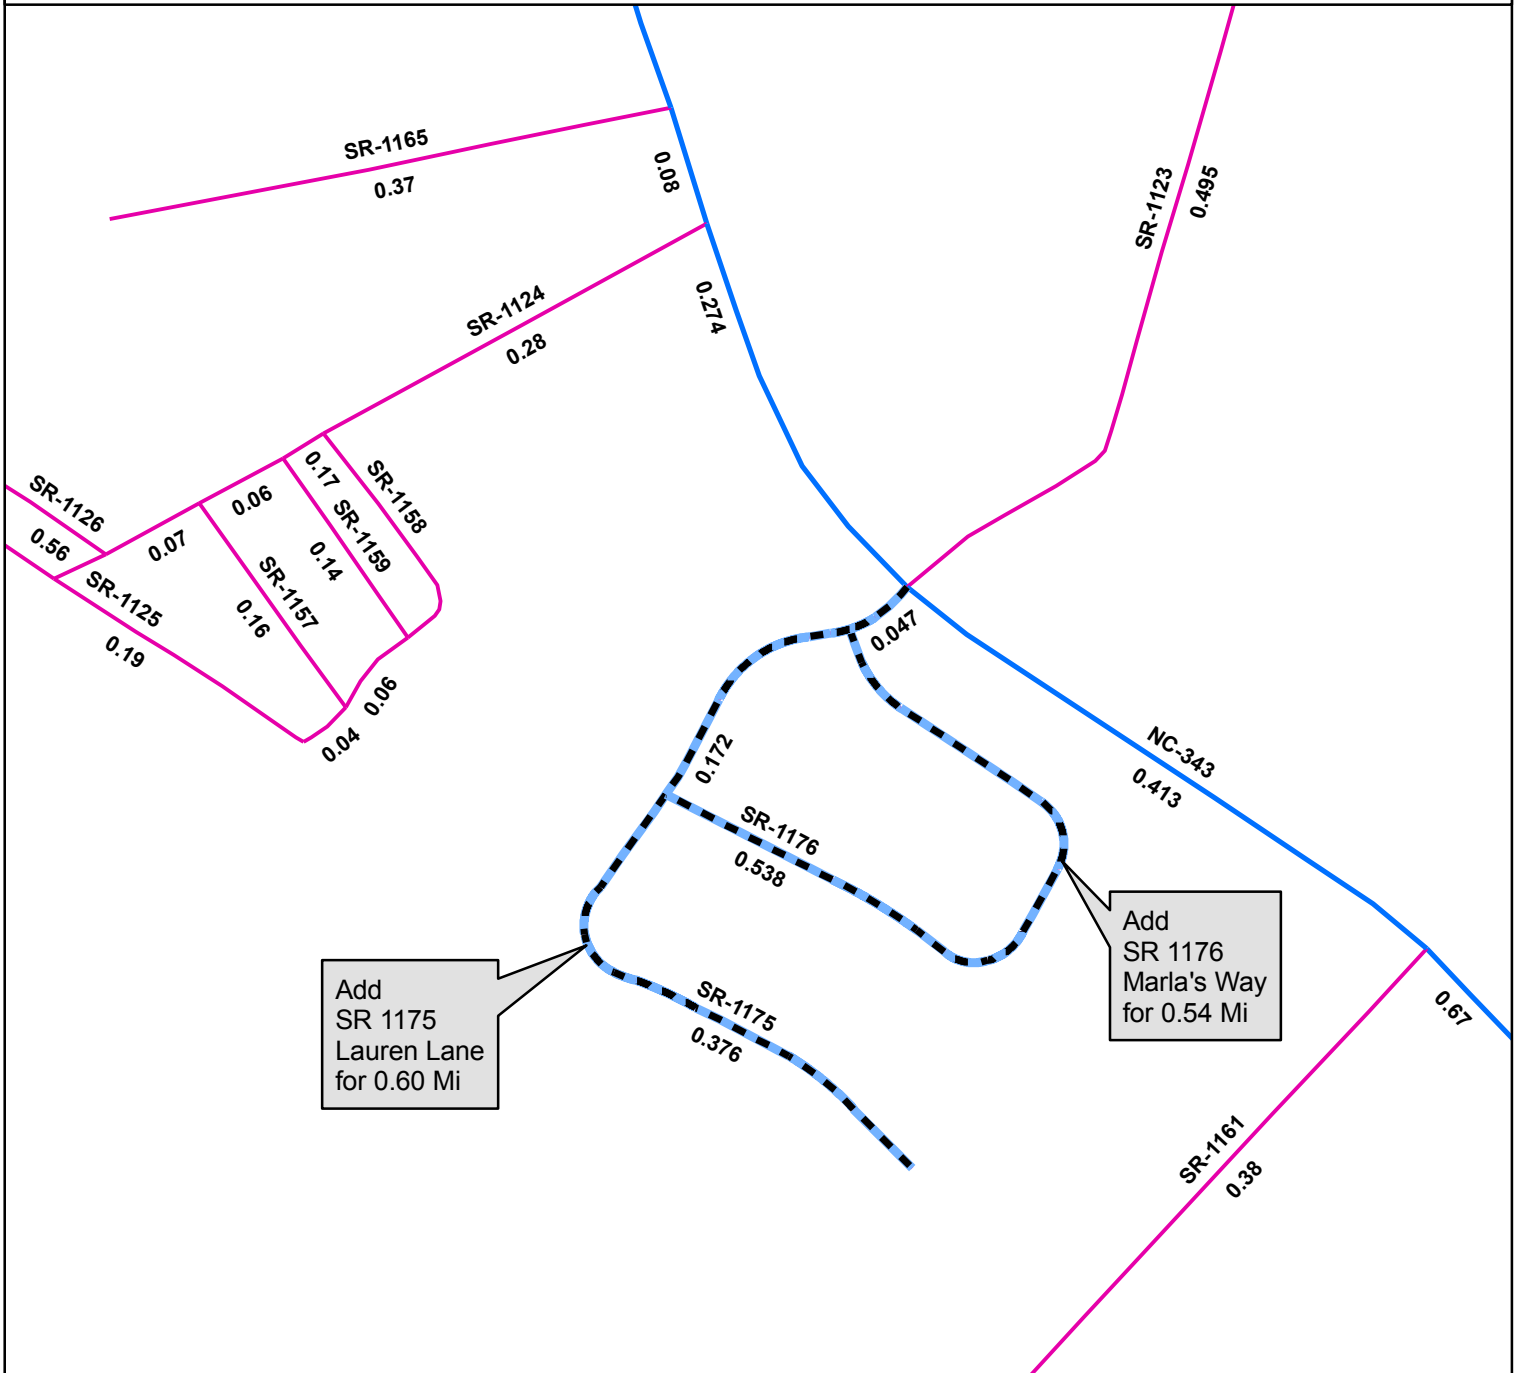 SR-1165
0.37
0.08
SR-1123
0.495
SR-1124
0.28
0.274
SR-1126
0.56
0.07
0.06
0.17
SR-1158
SR-1159
0.14
SR-1157
0.16
SR-1125
0.19
0.06
0.04
0.047
0.172
NC-343
0.413
SR-1176
0.538
Add
SR 1176
Marla's Way
for 0.54 Mi
Add
SR 1175
Lauren Lane
for 0.60 Mi
SR-1175
0.376
0.67
SR-1161
0.38